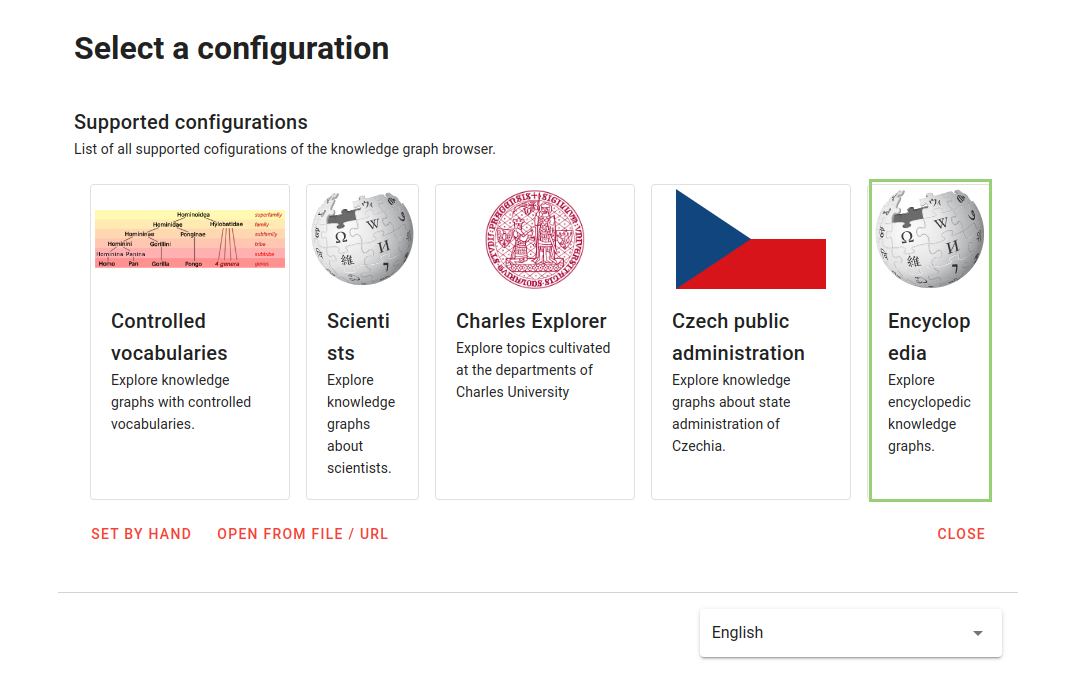 Select a configuration
Supported configurations
List of all supported cofigurations of the knowledge graph browser.
Hominoidea superfamily
Hominidae Hylobatidae family
Homininae Ponginae subfamily
Hominini Gorillini tribe
Hominina Panina subtribe
Homo Pan Gorilla Pongo 4 genera genus
Ω W И
維 7
Controlled
vocabularies
Explore knowledge
graphs with controlled
vocabularies.
Scienti
sts
Explore
knowledge
graphs
about
scientists.
Charles Explorer
Explore topics cultivated
at the departments of
Charles University
Czech public
administration
Explore knowledge
graphs about state
administration of
Czechia.
Ω W И
維
Encyclop
edia
Explore
encyclopedic
knowledge
graphs.
SET BY HAND OPEN FROM FILE / URL CLOSE
English